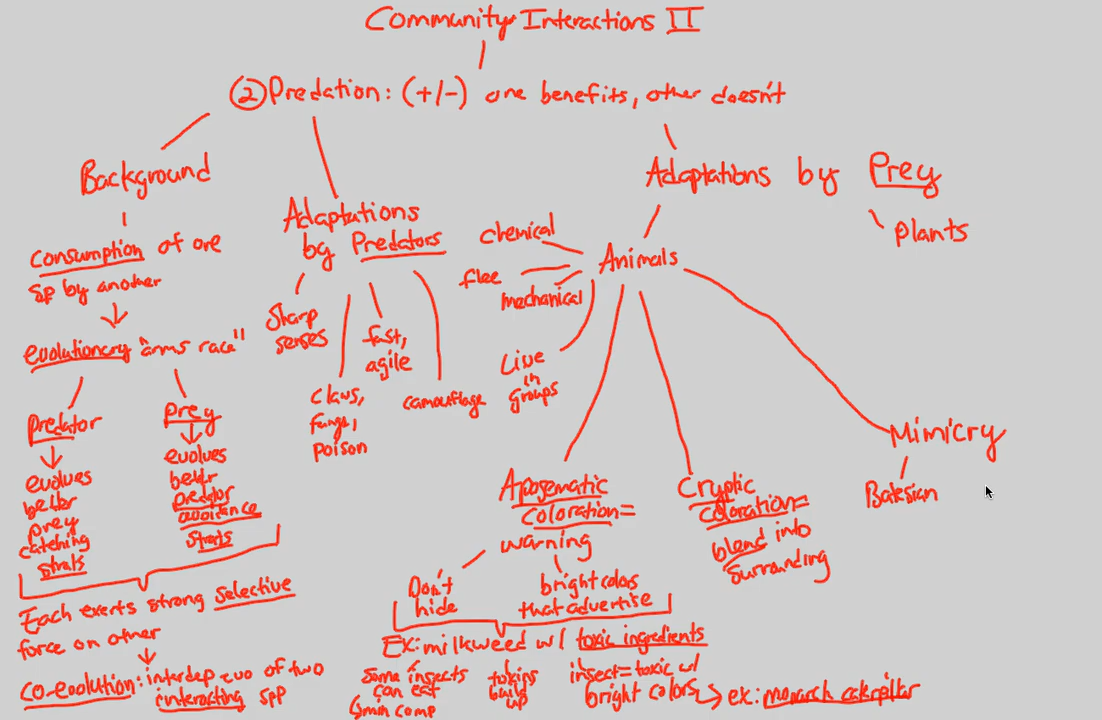 Community Interactions II
② Predation: (+/-) one benefits, other doesn't
Background
Consumption of one
sp by another
evolutionary "arms race"
Predator
evolves
better
prey
catching
strats
Prey
evolves
better
predator
avoidance
strats
Each exerts strong selective
force on other
Co-evolution: interdep evo of two
interacting spp
Adaptations
by Predators
Sharp
senses
claws,
fangs,
poison
fast,
agile
camouflage
Adaptations by Prey
Plants
Animals
chemical
flee
mechanical
Live
in
groups
Aposematic
coloration=
warning
Don't
hide
bright colors
that advertise
Ex: milkweed w/ toxic ingredients
Some insects
can eat
↳ min comp
toxins
build
up
insect = toxic w/
bright colors → ex: monarch caterpillar
Cryptic
coloration=
blend into
surrounding
Mimicry
Batesian